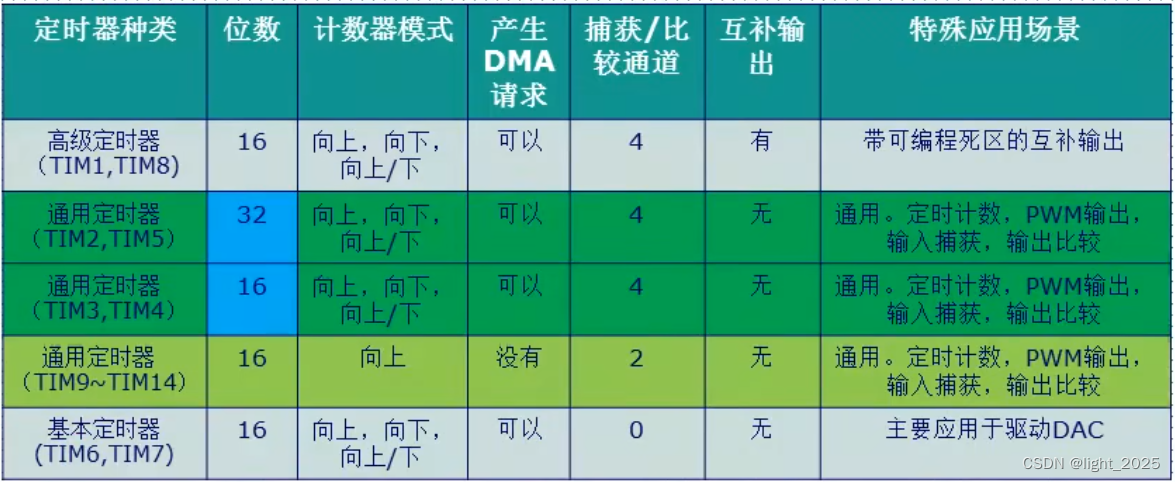 定时器种类 位数 计数器模式 产生DMA请求 捕获/比较通道 互补输出 特殊应用场景
高级定时器（TIM1,TIM8) 16 向上，向下，向上/下 可以 4 有 带可编程死区的互补输出
通用定时器（TIM2,TIM5） 32 向上，向下，向上/下 可以 4 无 通用。定时计数，PWM输出，输入捕获，输出比较
通用定时器（TIM3,TIM4） 16 向上，向下，向上/下 可以 4 无 通用。定时计数，PWM输出，输入捕获，输出比较
通用定时器（TIM9~TIM14） 16 向上 没有 2 无 通用。定时计数，PWM输出，输入捕获，输出比较
基本定时器(TIM6,TIM7) 16 向上，向下，向上/下 可以 0 无 主要应用于驱动DAC
CSDN @light_2025